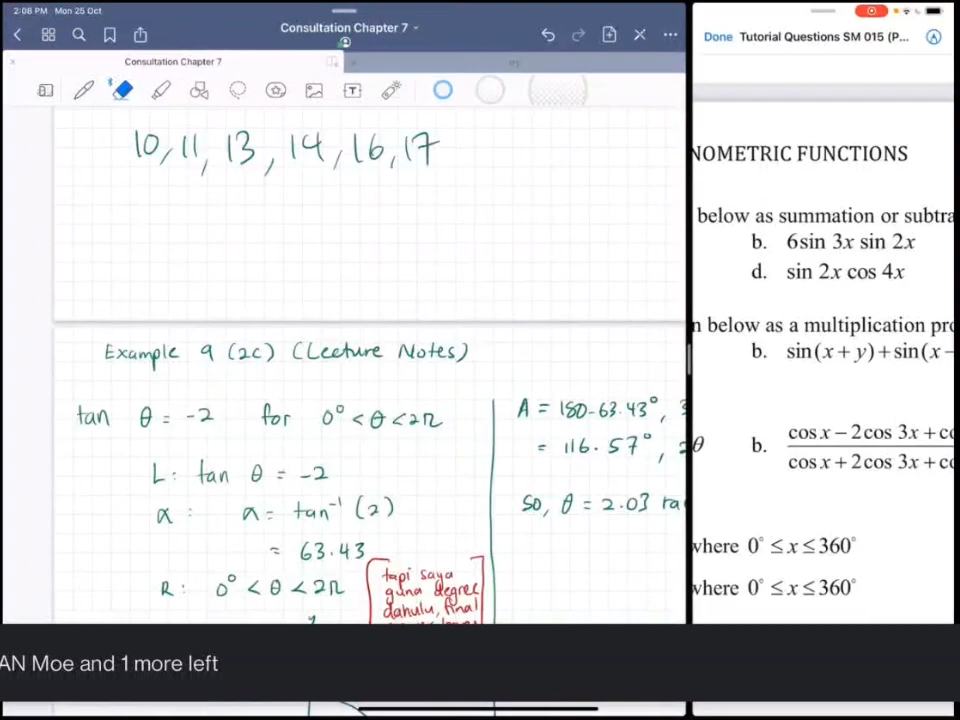 2:08 PM Mon 25 Oct
Consultation Chapter 7
Consultation Chapter 7
10, 11, 13, 14, 16, 17
Example 9 (2c) (Lecture Notes)
tan θ = -2 for 0° < θ < 2π
L: tan θ = -2
α: α = tan⁻¹ (2)
= 63.43
R: 0° < θ < 2π
tapi saya
guna degree
dahulu, final
A = 180-63.43°,
= 116.57°,
So, θ = 2.03 ra
Done Tutorial Questions SM 015 (P...
NOMETRIC FUNCTIONS
below as summation or subtra
b. 6sin 3x sin 2x
d. sin 2x cos 4x
n below as a multiplication pro
b. sin(x + y) + sin(x −
θ b. cos x − 2cos 3x + co
cos x + 2cos 3x + co
where 0° ≤ x ≤ 360°
where 0° ≤ x ≤ 360°
AN Moe and 1 more left